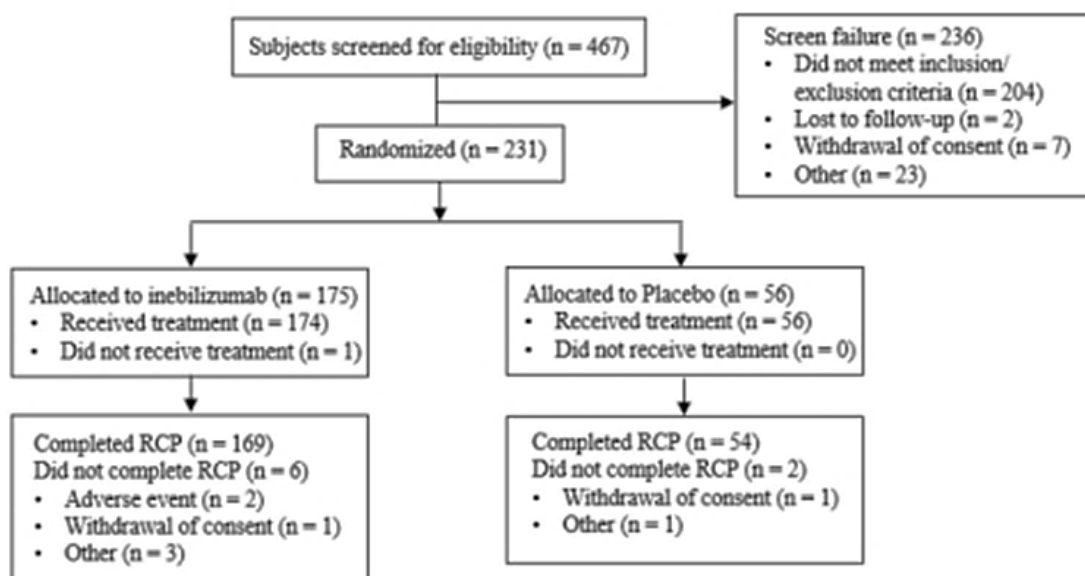 Subjects screened for eligibility (n = 467)
Screen failure (n = 236)
• Did not meet inclusion/
exclusion criteria (n = 204)
• Lost to follow-up (n = 2)
• Withdrawal of consent (n = 7)
• Other (n = 23)
Randomized (n = 231)
Allocated to inebilizumab (n = 175)
• Received treatment (n = 174)
• Did not receive treatment (n = 1)
Allocated to Placebo (n = 56)
• Received treatment (n = 56)
• Did not receive treatment (n = 0)
Completed RCP (n = 169)
Did not complete RCP (n = 6)
• Adverse event (n = 2)
• Withdrawal of consent (n = 1)
• Other (n = 3)
Completed RCP (n = 54)
Did not complete RCP (n = 2)
• Withdrawal of consent (n = 1)
• Other (n = 1)